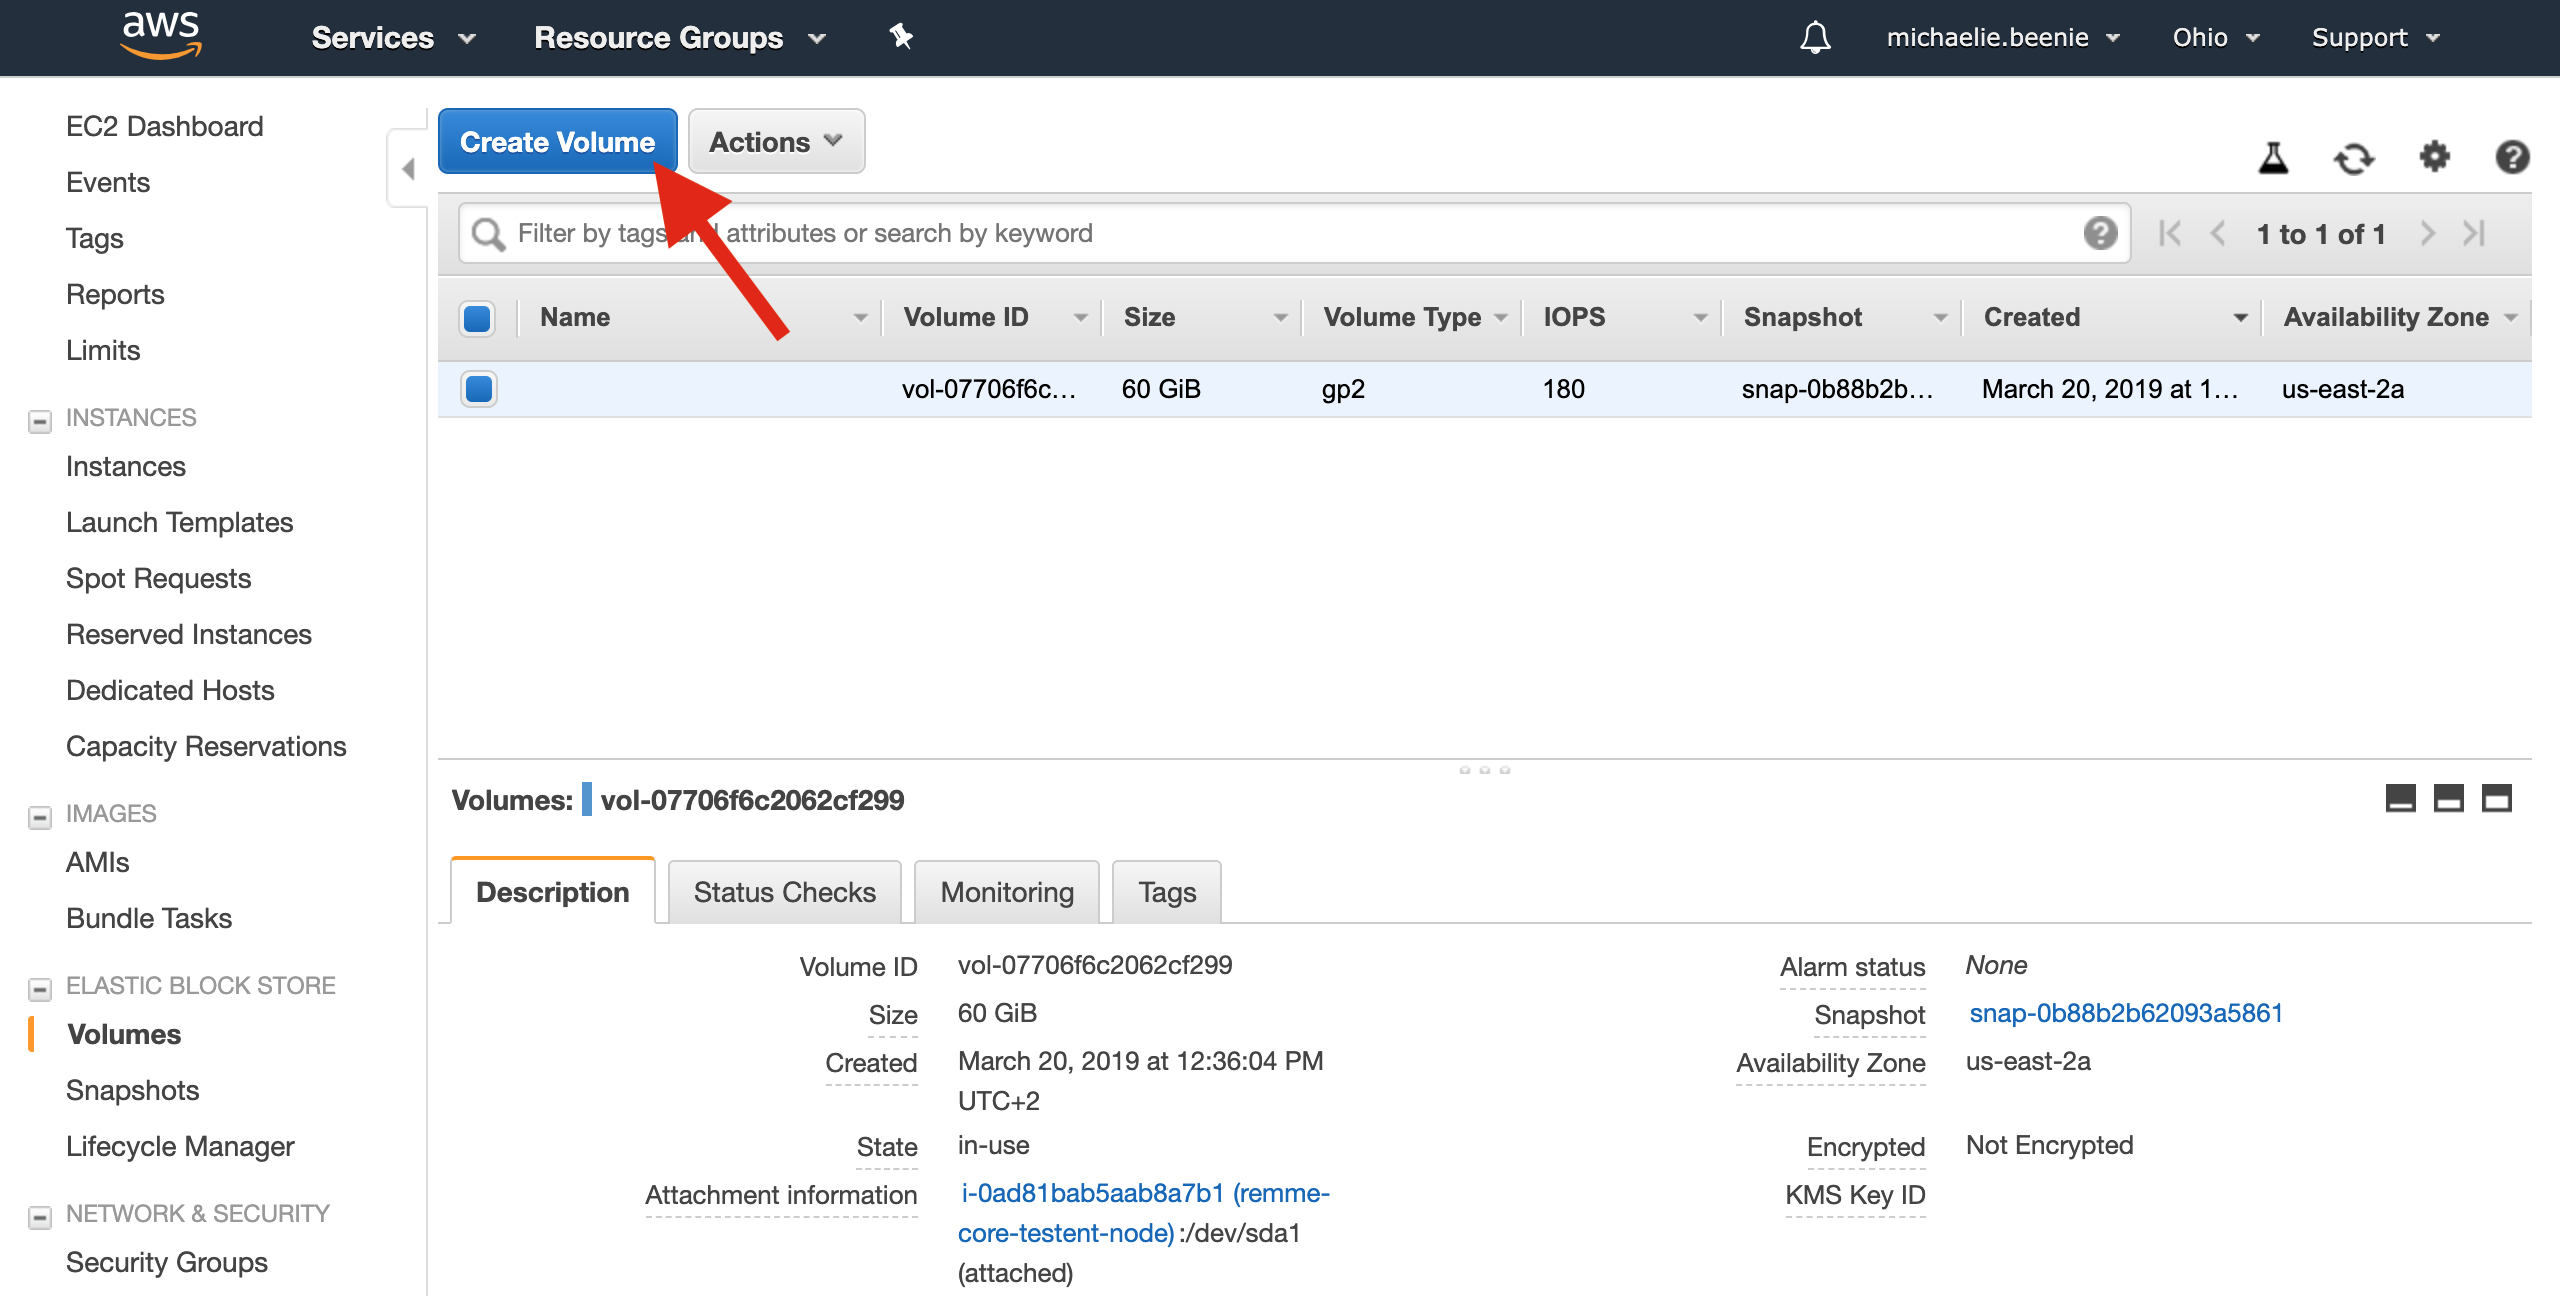 aws
Services
Resource Groups
michaelie.beenie
Ohio
Support
EC2 Dashboard
Events
Tags
Reports
Limits
INSTANCES
Instances
Launch Templates
Spot Requests
Reserved Instances
Dedicated Hosts
Capacity Reservations
IMAGES
AMIs
Bundle Tasks
ELASTIC BLOCK STORE
Volumes
Snapshots
Lifecycle Manager
NETWORK & SECURITY
Security Groups
Create Volume
Actions
Filter by tags and attributes or search by keyword
1 to 1 of 1
Name Volume ID Size Volume Type IOPS Snapshot Created Availability Zone
vol-07706f6c... 60 GiB gp2 180 snap-0b88b2b... March 20, 2019 at 1... us-east-2a
Volumes: vol-07706f6c2062cf299
Description Status Checks Monitoring Tags
Volume ID vol-07706f6c2062cf299
Size 60 GiB
Created March 20, 2019 at 12:36:04 PM
UTC+2
State in-use
Attachment information i-0ad81bab5aab8a7b1 (remme-
core-testent-node):/dev/sda1
(attached)
Alarm status None
Snapshot snap-0b88b2b62093a5861
Availability Zone us-east-2a
Encrypted Not Encrypted
KMS Key ID